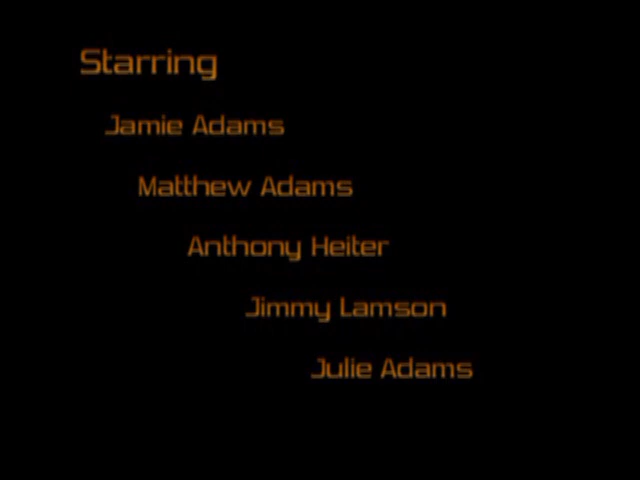 Starring
Jamie Adams
Matthew Adams
Anthony Heiter
Jimmy Lamson
Julie Adams